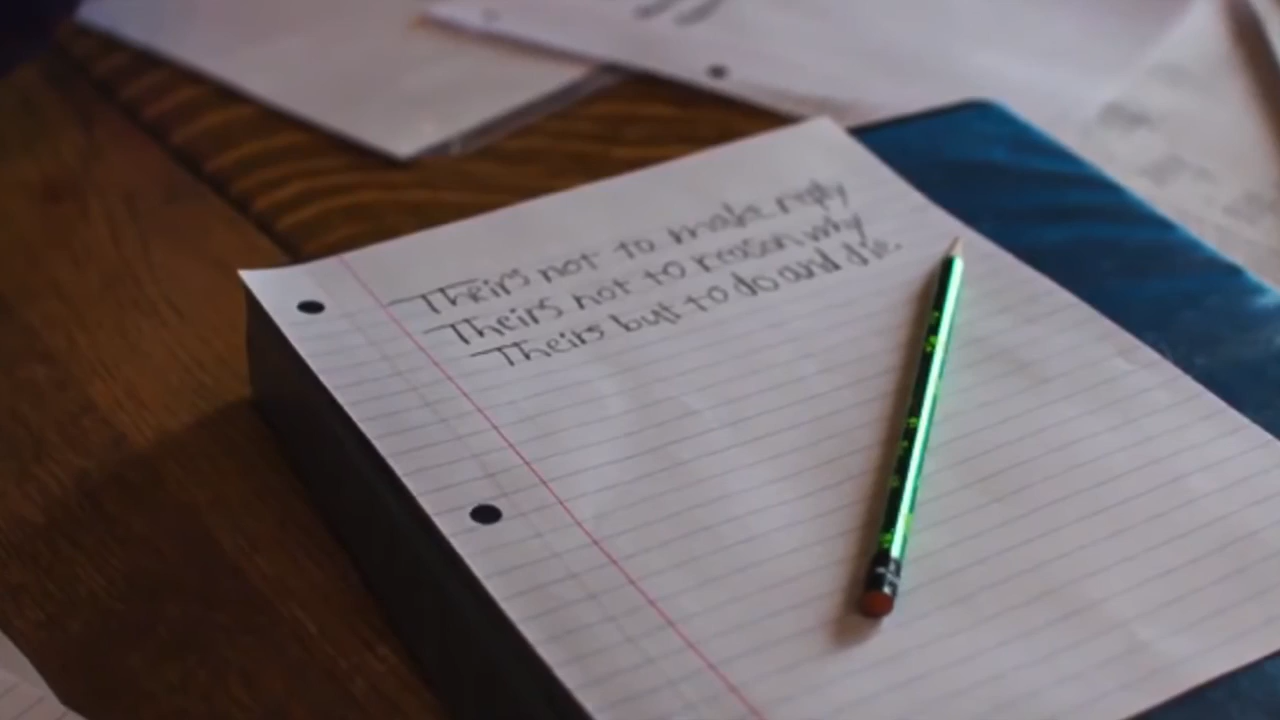 Theirs not to make reply
Theirs not to reason why
Theirs but to do and die.